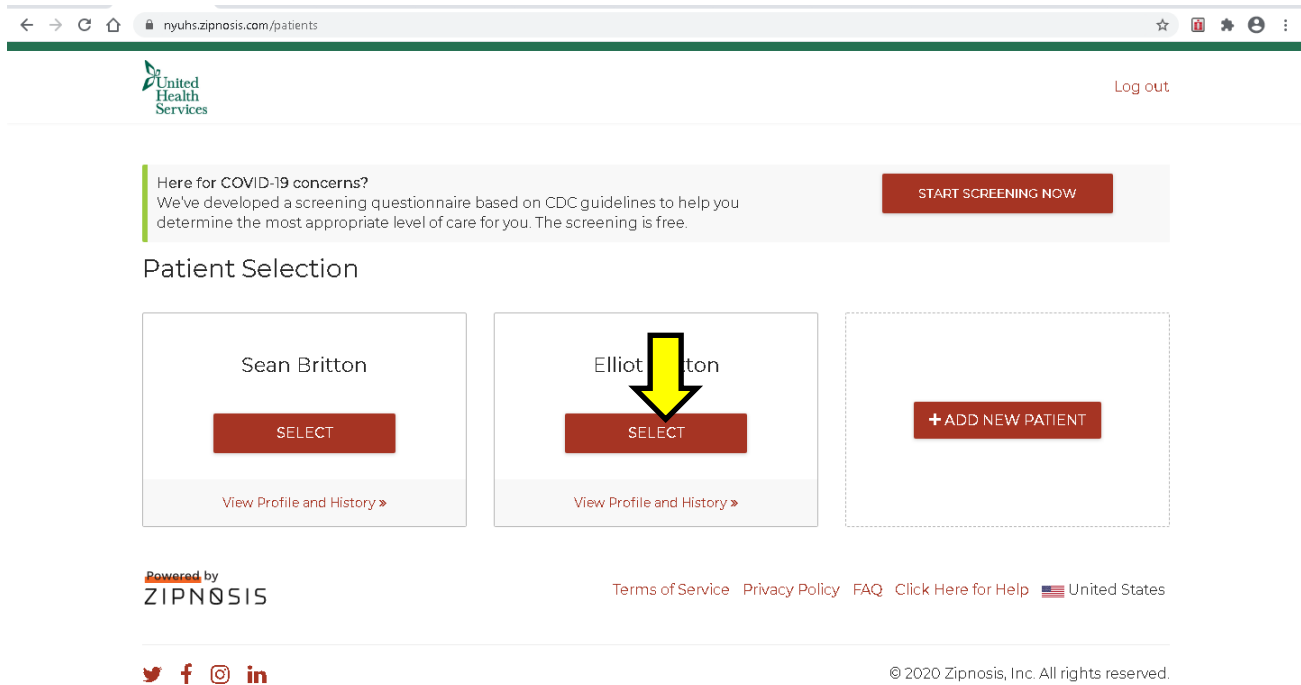 nyuhs.zipnosis.com/patients
United
Health
Services
Log out
Here for COVID-19 concerns?
We've developed a screening questionnaire based on CDC guidelines to help you
determine the most appropriate level of care for you. The screening is free.
START SCREENING NOW
Patient Selection
Sean Britton
SELECT
View Profile and History »
Elliot tton
SELECT
View Profile and History »
+ ADD NEW PATIENT
Powered by
ZIPNOSIS
Terms of Service Privacy Policy FAQ Click Here for Help United States
© 2020 Zipnosis, Inc. All rights reserved.